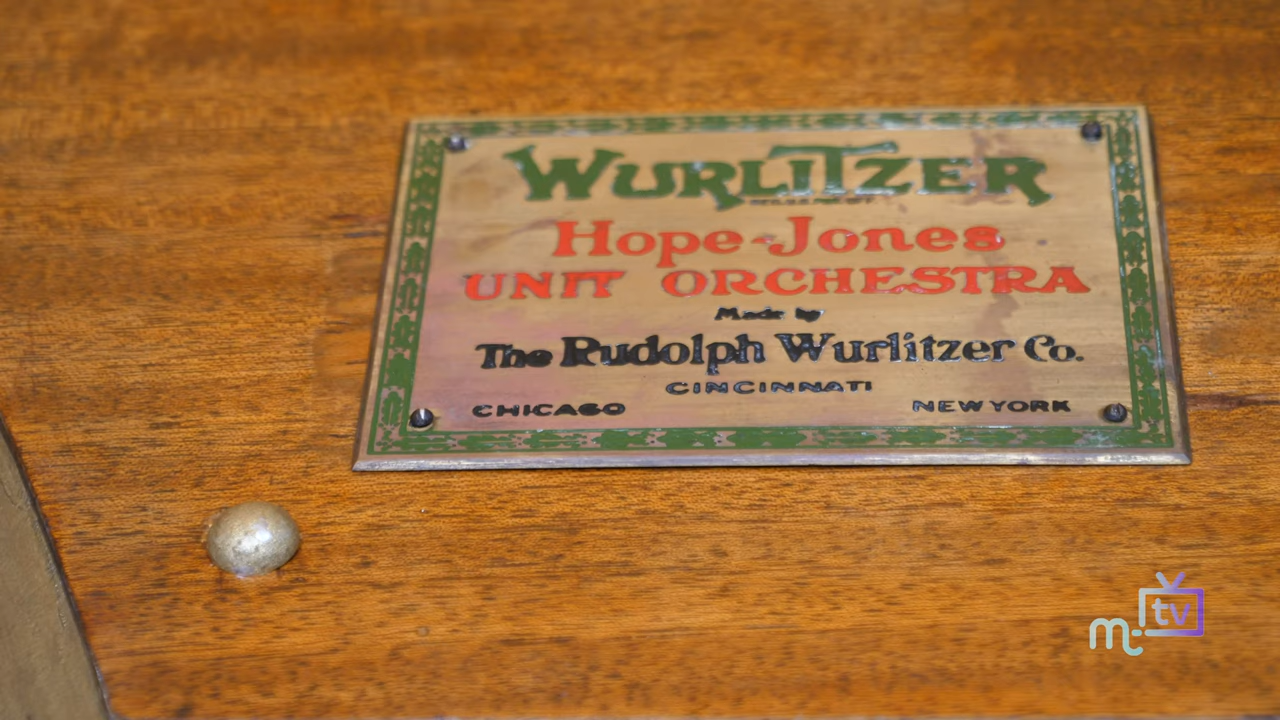 WURLITZER
Hope-Jones
UNIT ORCHESTRA
Made by
The Rudolph Wurlitzer Co.
CINCINNATI
CHICAGO NEW YORK
m.tv